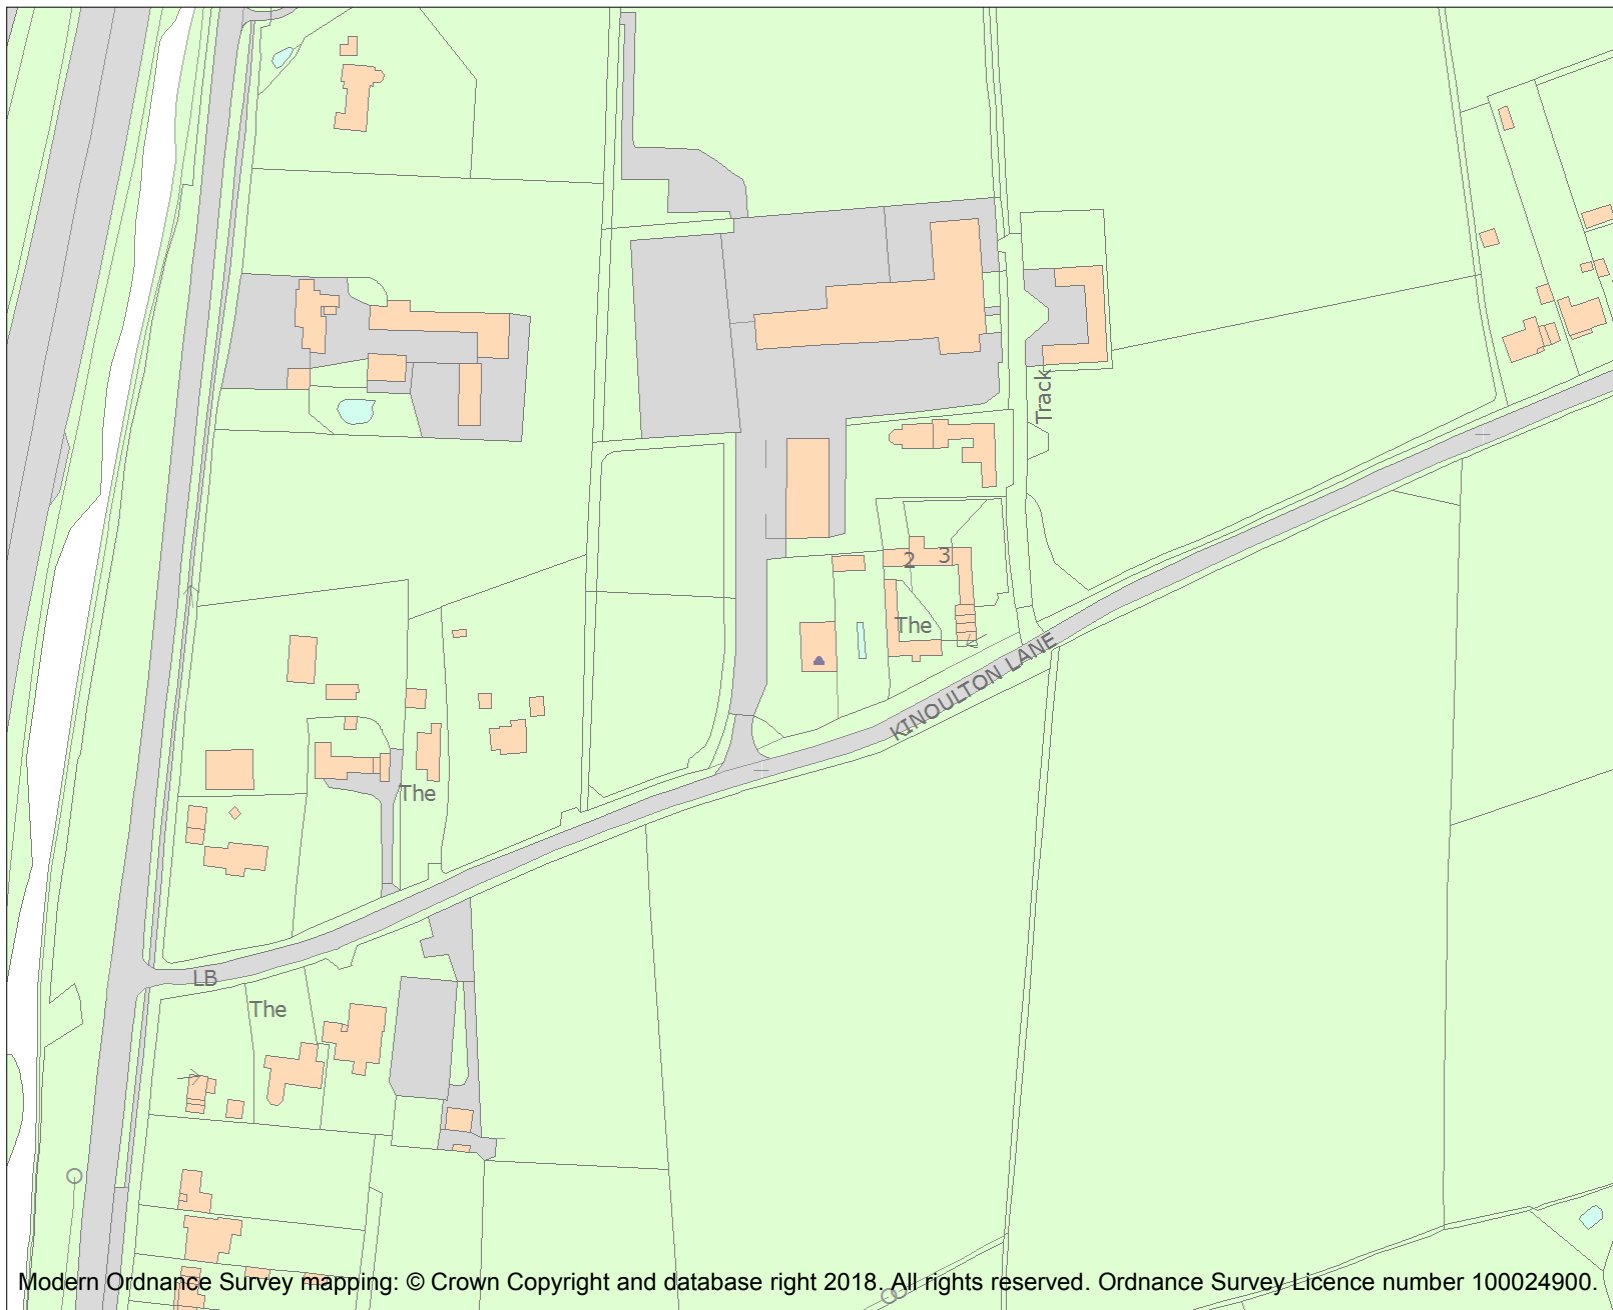 Track
2 3
The
KINOULTON LANE
The
LB
The
Modern Ordnance Survey mapping: © Crown Copyright and database right 2018. All rights reserved. Ordnance Survey Licence number 100024900.